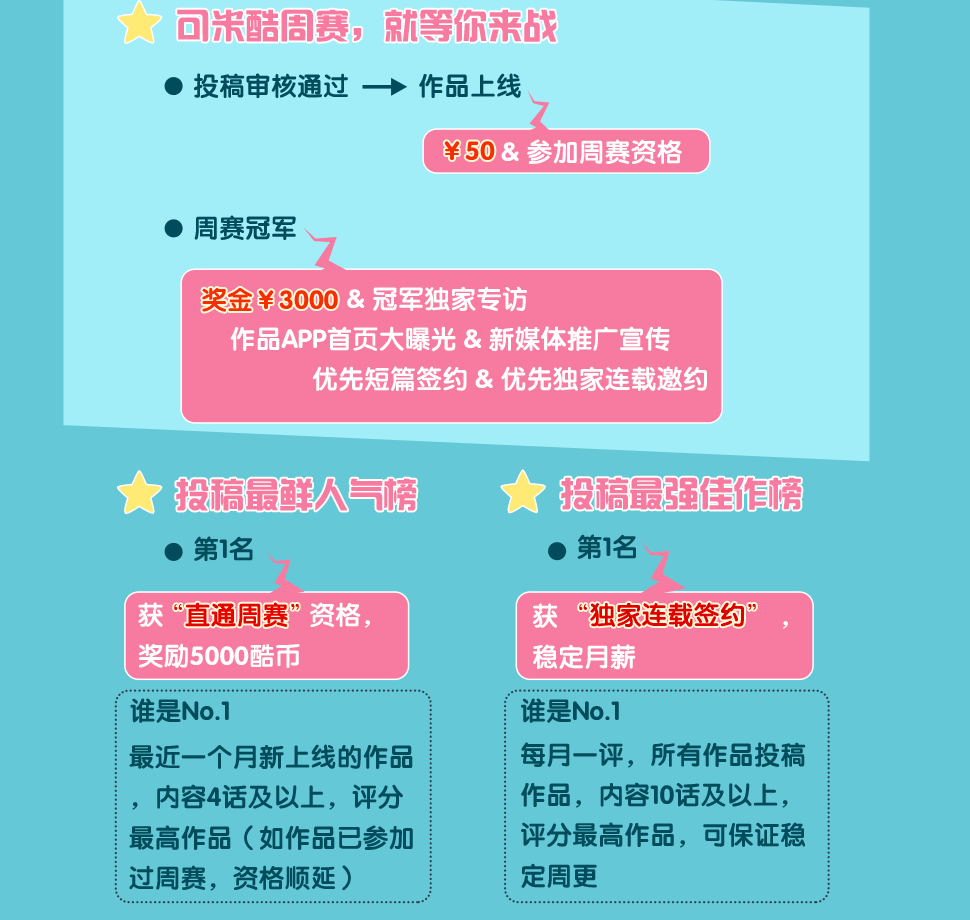 可米酷周赛，就等你来战
投稿审核通过 → 作品上线
￥50 & 参加周赛资格
周赛冠军
奖金￥3000 & 冠军独家专访
作品APP首页大曝光 & 新媒体推广宣传
优先短篇签约 & 优先独家连载邀约
投稿最鲜人气榜
第1名
获“直通周赛”资格，
奖励5000酷币
谁是No.1
最近一个月新上线的作品
，内容4话及以上，评分
最高作品（如作品已参加
过周赛，资格顺延）
投稿最强佳作榜
第1名
获“独家连载签约”，
稳定月薪
谁是No.1
每月一评，所有作品投稿
作品，内容10话及以上，
评分最高作品，可保证稳
定周更